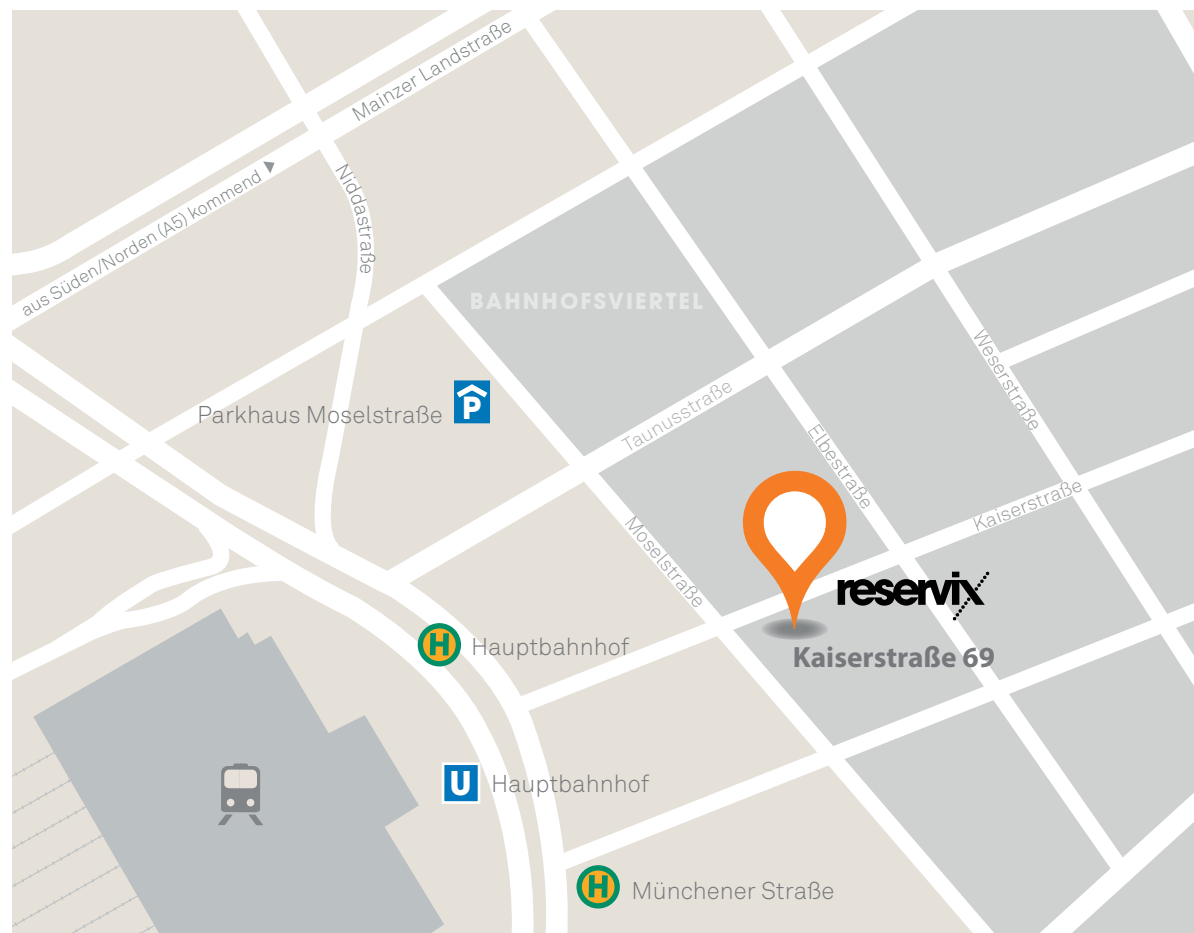 Mainzer Landstraße
aus Süden/Norden (A5) kommend
Niddastraße
BAHNHOFSVIERTEL
Weserstraße
Parkhaus Moselstraße
P
Taunusstraße
Elbestraße
Kaiserstraße
Moselstraße
reservix
Kaiserstraße 69
H Hauptbahnhof
U Hauptbahnhof
H Münchener Straße